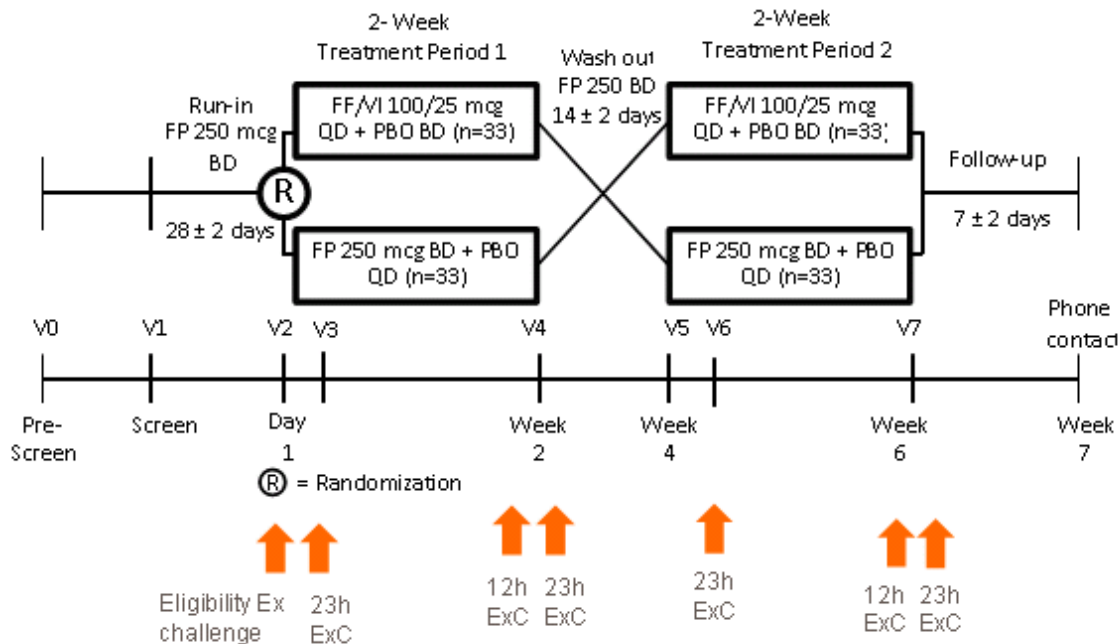 2- Week
Treatment Period 1
Wash out
FP 250 BD
14 ± 2 days
2-Week
Treatment Period 2
Run-in
FP 250 mcg
BD
28 ± 2 days
R
FF/VI 100/25 mcg
QD + PBO BD (n=33)
FP 250 mcg BD + PBO
QD (n=33)
FF/VI 100/25 mcg
QD + PBO BD (n=33)
FP 250 mcg BD + PBO
QD (n=33)
Follow-up
7 ± 2 days
V0
V1
V2
V3
V4
V5
V6
V7
Phone
contact
Pre-
Screen
Screen
Day
1
Week
2
Week
4
Week
6
Week
7
R = Randomization
Eligibility Ex
challenge
23h
ExC
12h
ExC
23h
ExC
23h
ExC
12h
ExC
23h
ExC